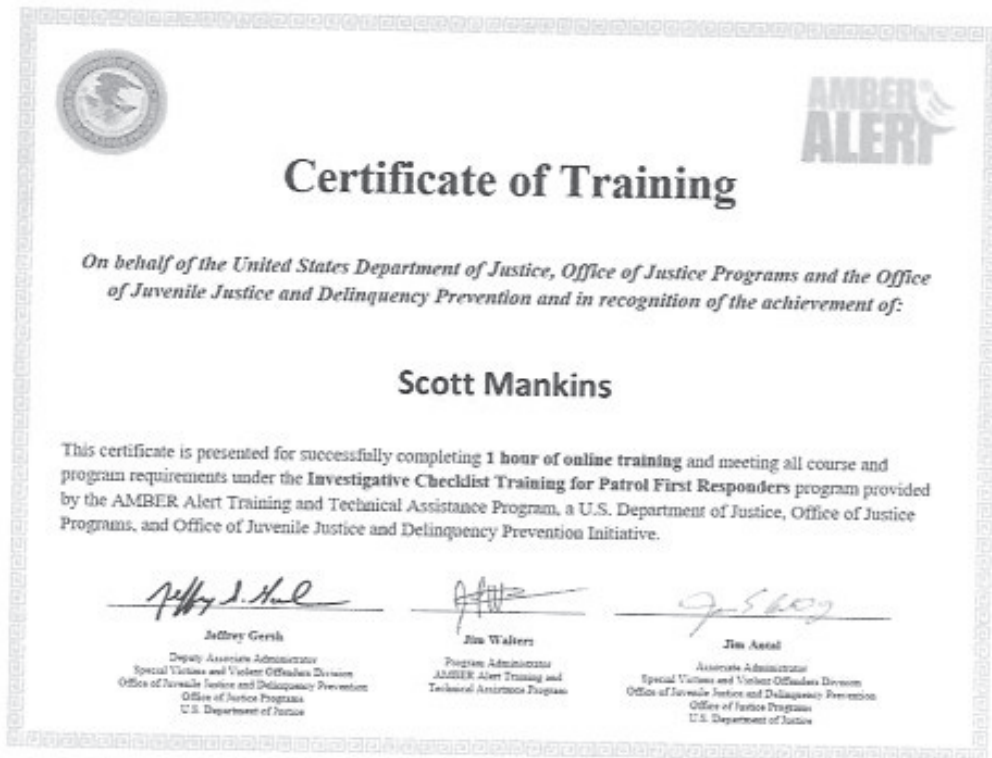 AMBER
ALERT
Certificate of Training
On behalf of the United States Department of Justice, Office of Justice Programs and the Office
of Juvenile Justice and Delinquency Prevention and in recognition of the achievement of:
Scott Mankins
This certificate is presented for successfully completing 1 hour of online training and meeting all course and
program requirements under the Investigative Checklist Training for Patrol First Responders program provided
by the AMBER Alert Training and Technical Assistance Program, a U.S. Department of Justice, Office of Justice
Programs, and Office of Juvenile Justice and Delinquency Prevention Initiative.
Jeffrey Gersh
Deputy Associate Administrator
Special Victims and Violent Offenders Division
Office of Juvenile Justice and Delinquency Prevention
Office of Justice Programs
U.S. Department of Justice
Jim Walters
Program Administrator
AMBER Alert Training and
Technical Assistance Program
Jim Antal
Associate Administrator
Special Victims and Violent Offenders Division
Office of Juvenile Justice and Delinquency Prevention
Office of Justice Programs
U.S. Department of Justice